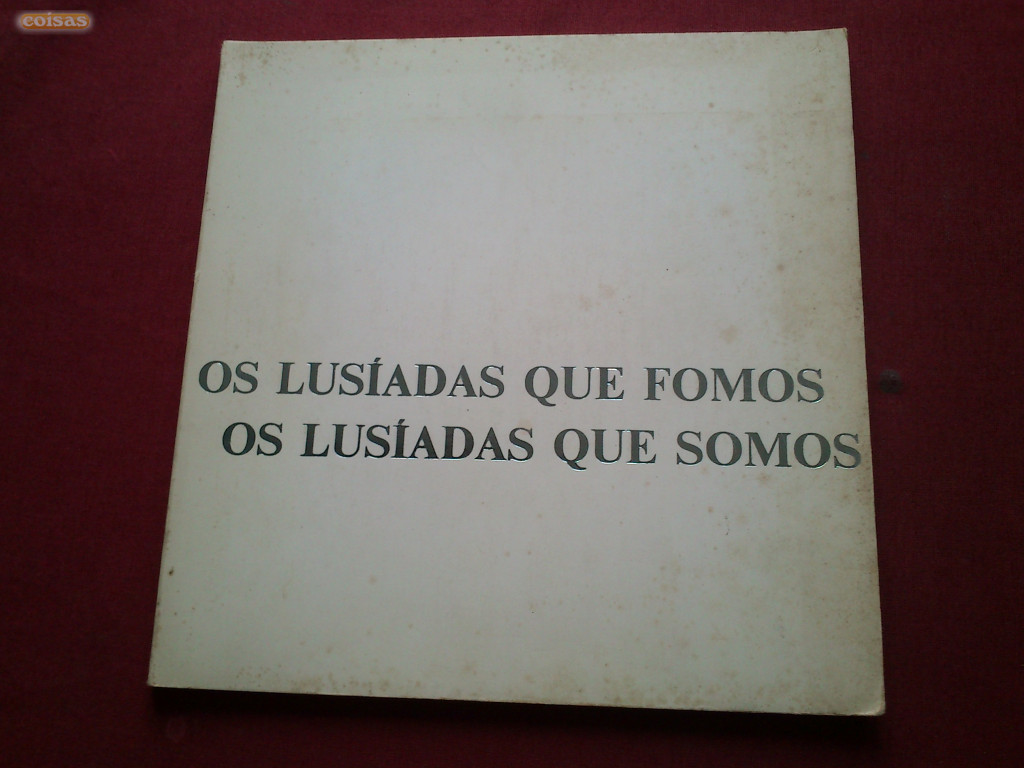 coisas
OS LUSÍADAS QUE FOMOS
OS LUSÍADAS QUE SOMOS